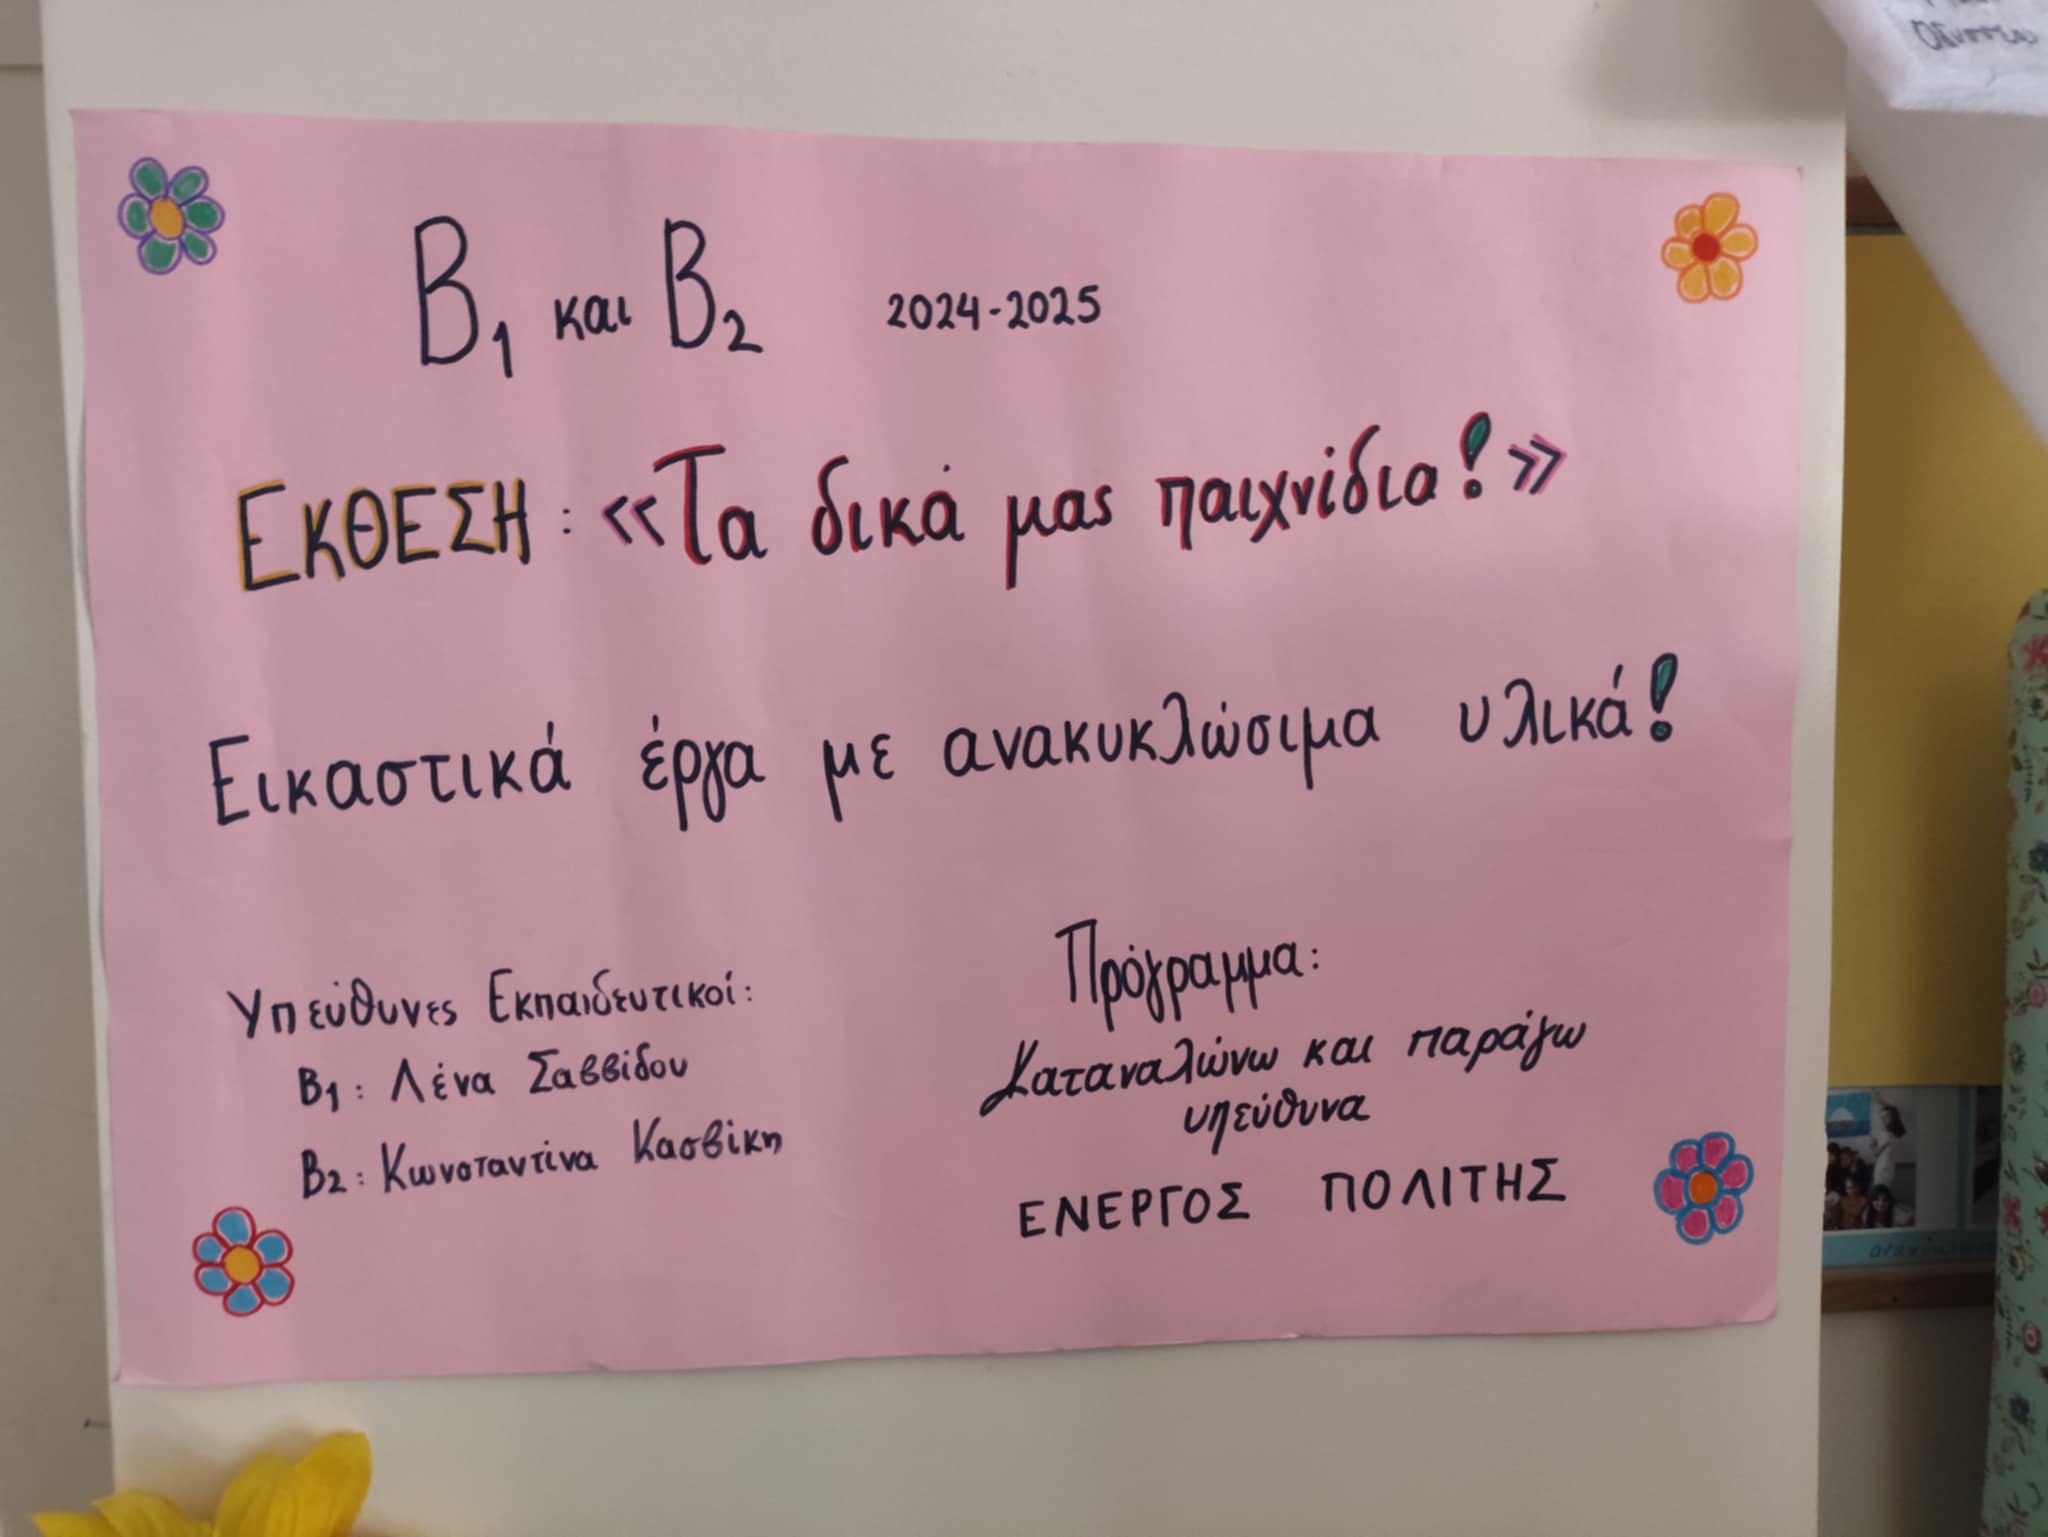 Β1 και Β2 2024-2025
ΕΚΘΕΣΗ: «Τα δικά μας παιχνίδια!»
Εικαστικά έργα με ανακυκλώσιμα υλικά!
Υπεύθυνες Εκπαιδευτικοί:
Β1: Λένα Σαββίδου
Β2: Κωνσταντίνα Κασβίκη
Πρόγραμμα:
Καταναλώνω και παράγω
υπεύθυνα
ΕΝΕΡΓΟΣ ΠΟΛΙΤΗΣ